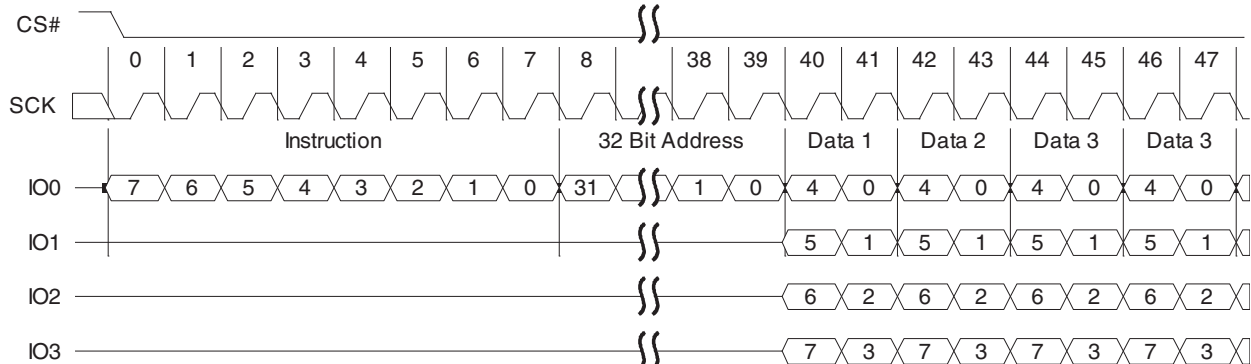 CS#
0 1 2 3 4 5 6 7 8 38 39 40 41 42 43 44 45 46 47
SCK
Instruction 32 Bit Address Data 1 Data 2 Data 3 Data 3
IO0 7 6 5 4 3 2 1 0 31 1 0 4 0 4 0 4 0 4 0
IO1 5 1 5 1 5 1 5 1
IO2 6 2 6 2 6 2 6 2
IO3 7 3 7 3 7 3 7 3